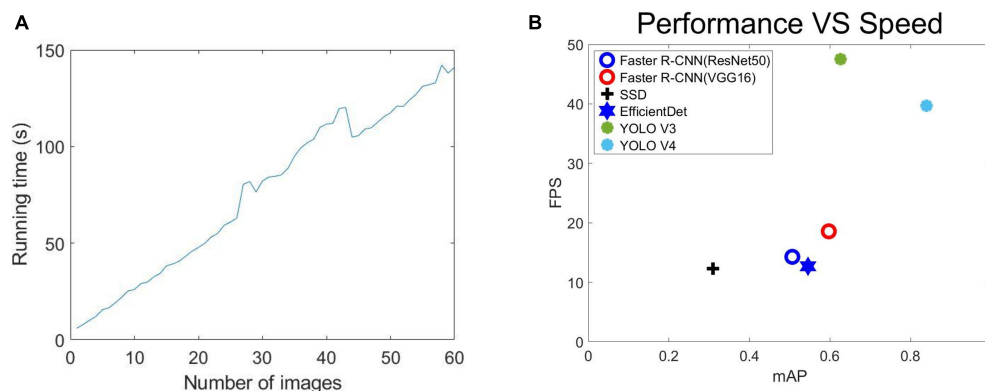 A
150
100
50
0
Running time (s)
0 10 20 30 40 50 60
Number of images
B
Performance VS Speed
50
40
30
20
10
0
FPS
Faster R-CNN(ResNet50)
Faster R-CNN(VGG16)
SSD
EfficientDet
YOLO V3
YOLO V4
0 0.2 0.4 0.6 0.8
mAP